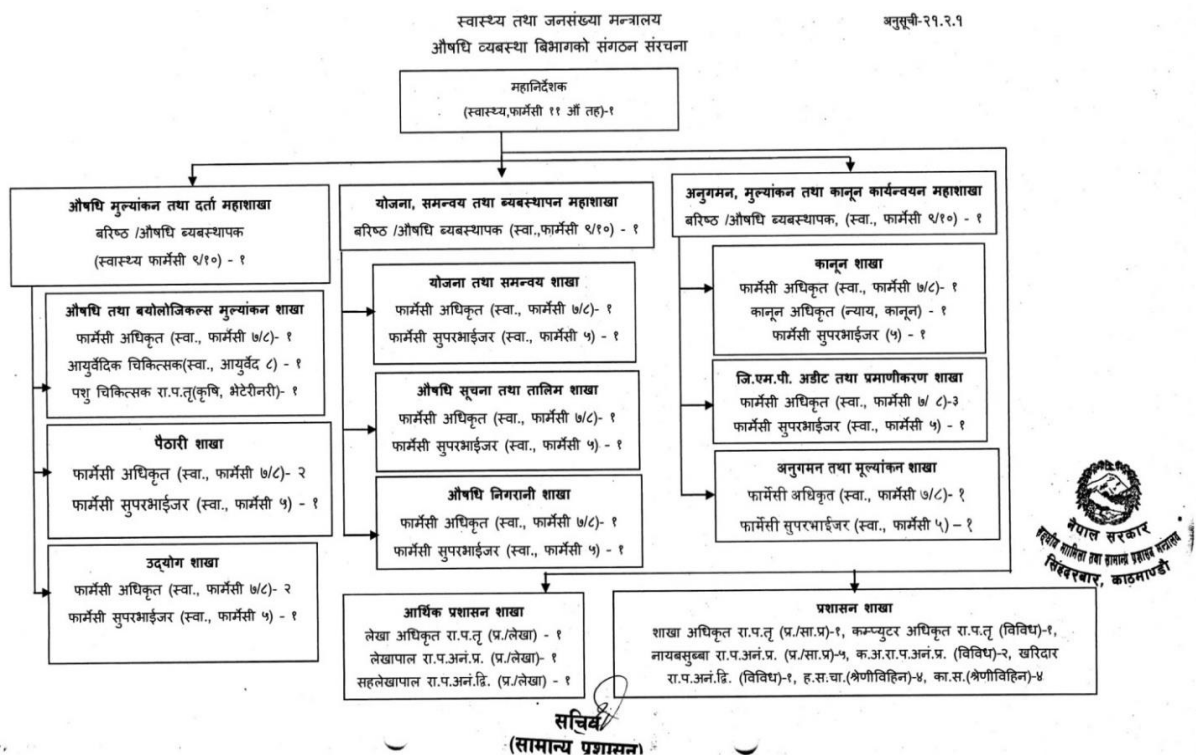 स्वास्थ्य तथा जनसंख्या मन्त्रालय
अनुसूची-२१.२.१
औषधि व्यबस्था बिभागको संगठन संरचना
महानिर्देशक
(स्वास्थ्य,फार्मेसी ११ औं तह)-१
औषधि मुल्यांकन तथा दर्ता महाशाखा
बरिष्ठ /औषधि ब्यबस्थापक
(स्वास्थ्य फार्मेसी ९/१०) - १
औषधि तथा बयोलोजिकल्स मुल्यांकन शाखा
फार्मेसी अधिकृत (स्वा., फार्मेसी ७/८)- १
आयुर्वेदिक चिकित्सक(स्वा., आयुर्वेद ८) - १
पशु चिकित्सक रा.प.तृ(कृषि, भेटेरीनरी)- १
पैठारी शाखा
फार्मेसी अधिकृत (स्वा., फार्मेसी ७/८)- २
फार्मेसी सुपरभाईजर (स्वा., फार्मेसी ५) - १
उद्योग शाखा
फार्मेसी अधिकृत (स्वा., फार्मेसी ७/८)- २
फार्मेसी सुपरभाईजर (स्वा., फार्मेसी ५) - १
योजना, समन्वय तथा ब्यबस्थापन महाशाखा
बरिष्ठ /औषधि ब्यबस्थापक (स्वा.,फार्मेसी ९/१०) - १
योजना तथा समन्वय शाखा
फार्मेसी अधिकृत (स्वा., फार्मेसी ७/८)- १
फार्मेसी सुपरभाईजर (स्वा., फार्मेसी ५) - १
औषधि सूचना तथा तालिम शाखा
फार्मेसी अधिकृत (स्वा., फार्मेसी ७/८)- १
फार्मेसी सुपरभाईजर (स्वा., फार्मेसी ५) - १
औषधि निगरानी शाखा
फार्मेसी अधिकृत (स्वा., फार्मेसी ७/८)- १
फार्मेसी सुपरभाईजर (स्वा., फार्मेसी ५) - १
अनुगमन, मुल्यांकन तथा कानून कार्यन्वयन महाशाखा
बरिष्ठ /औषधि ब्यबस्थापक, (स्वा., फार्मेसी ९/१०) - १
कानून शाखा
फार्मेसी अधिकृत (स्वा., फार्मेसी ७/८)- १
कानून अधिकृत (न्याय, कानून) - १
फार्मेसी सुपरभाईजर (५) - १
जि.एम.पी. अडीट तथा प्रमाणीकरण शाखा
फार्मेसी अधिकृत (स्वा., फार्मेसी ७/ ८)-३
फार्मेसी सुपरभाईजर (स्वा., फार्मेसी ५) - १
अनुगमन तथा मूल्यांकन शाखा
फार्मेसी अधिकृत (स्वा., फार्मेसी ७/८)- १
फार्मेसी सुपरभाईजर (स्वा., फार्मेसी ५) – १
आर्थिक प्रशासन शाखा
लेखा अधिकृत रा.प.तृ (प्र./लेखा) - १
लेखापाल रा.प.अनं.प्र. (प्र./लेखा)- १
सहलेखापाल रा.प.अनं.द्वि. (प्र./लेखा) - १
प्रशासन शाखा
शाखा अधिकृत रा.प.तृ (प्र./सा.प्र)-१, कम्प्युटर अधिकृत रा.प.तृ (विविध)-१,
नायबसुब्बा रा.प.अनं.प्र. (प्र./सा.प्र)-५, क.अ.रा.प.अनं.प्र. (विविध)-२, खरिदार
रा.प.अनं.द्वि. (विविध)-१, ह.स.चा.(श्रेणीविहिन)-४, का.स.(श्रेणीविहिन)-४
नेपाल सरकार
मामिला तथा सामान्य प्रशासन मन्त्रालय
सिंहदरबार, काठमाण्डौ
सचिव
(सामान्य प्रशासन)